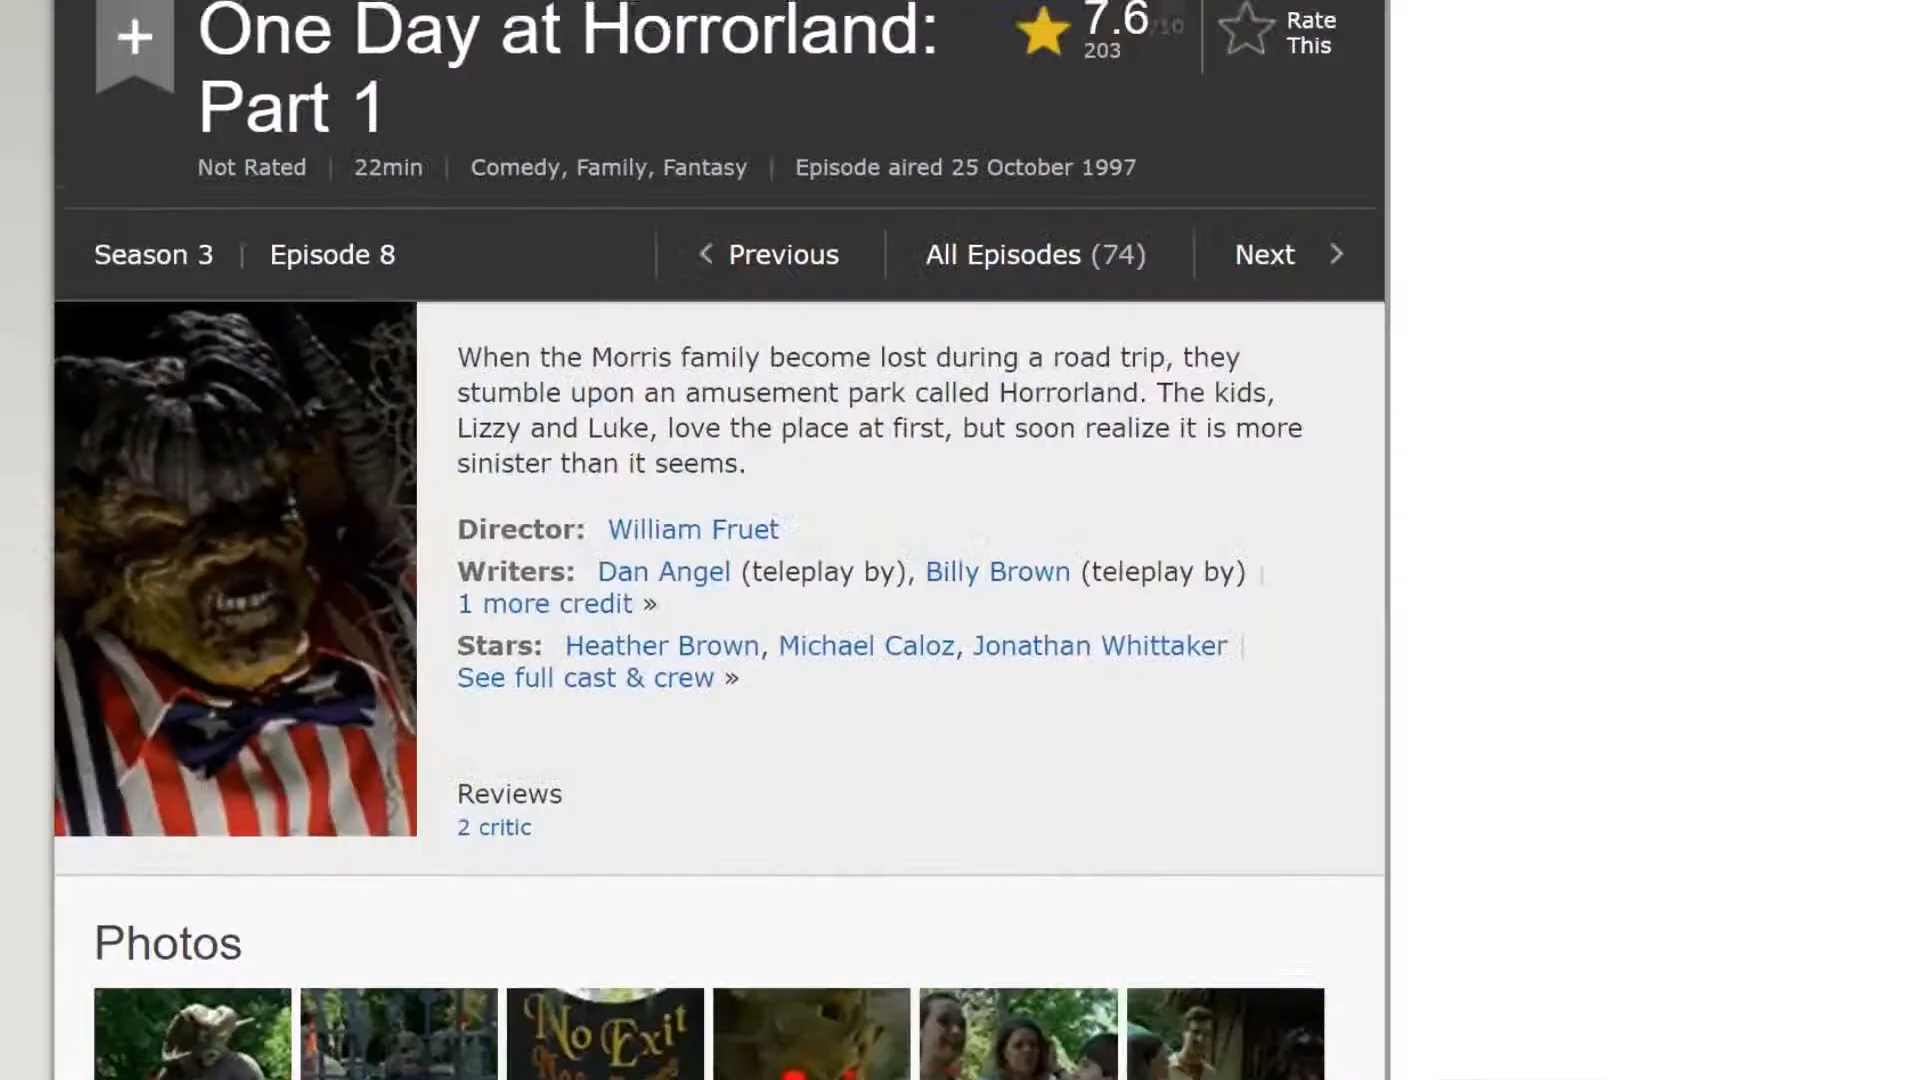 One Day at Horrorland:
Part 1
7.6/10
203
Rate
This
Not Rated | 22min | Comedy, Family, Fantasy | Episode aired 25 October 1997
Season 3 | Episode 8
Previous
All Episodes (74)
Next
When the Morris family become lost during a road trip, they
stumble upon an amusement park called Horrorland. The kids,
Lizzy and Luke, love the place at first, but soon realize it is more
sinister than it seems.
Director: William Fruet
Writers: Dan Angel (teleplay by), Billy Brown (teleplay by) |
1 more credit »
Stars: Heather Brown, Michael Caloz, Jonathan Whittaker |
See full cast & crew »
Reviews
2 critic
Photos
No Exit